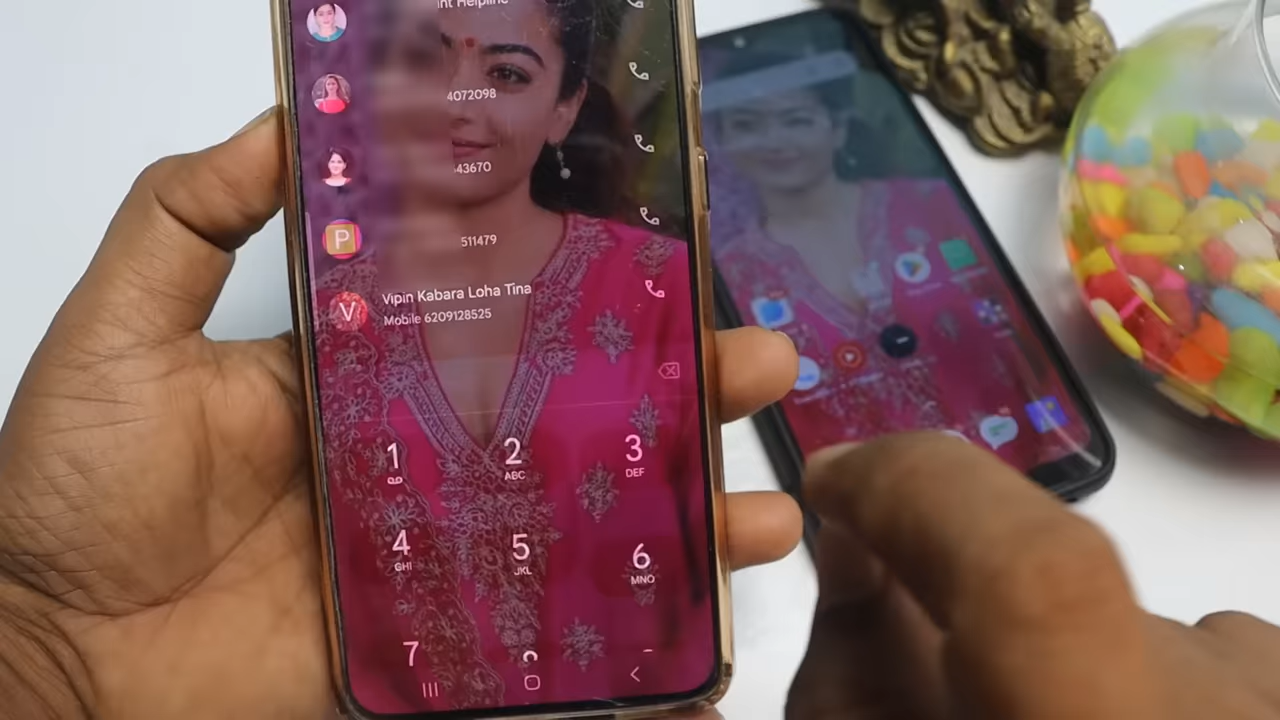 int Helpline
4072098
43670
P
511479
V
Vipin Kabara Loha Tina
Mobile 6209128525
1
2
ABC
3
DEF
4
GHI
5
JKL
6
MNO
7